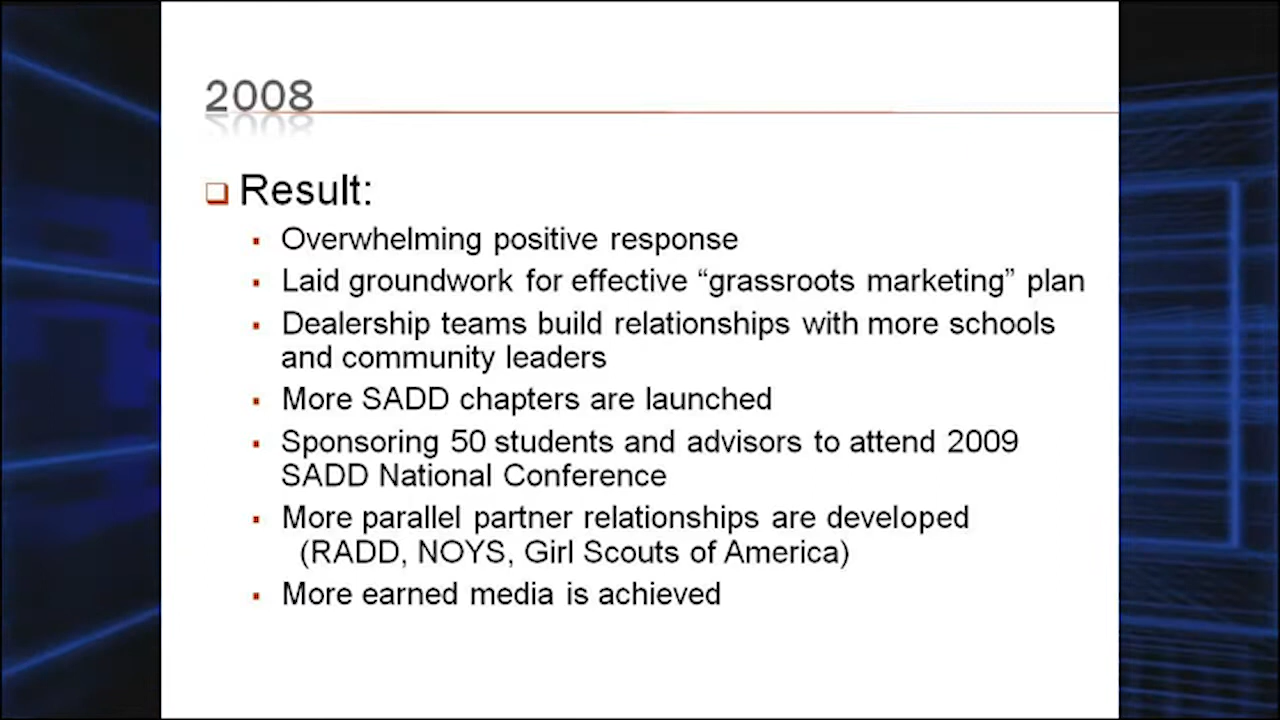 2008
Result:
Overwhelming positive response
Laid groundwork for effective “grassroots marketing” plan
Dealership teams build relationships with more schools
and community leaders
More SADD chapters are launched
Sponsoring 50 students and advisors to attend 2009
SADD National Conference
More parallel partner relationships are developed
(RADD, NOYS, Girl Scouts of America)
More earned media is achieved